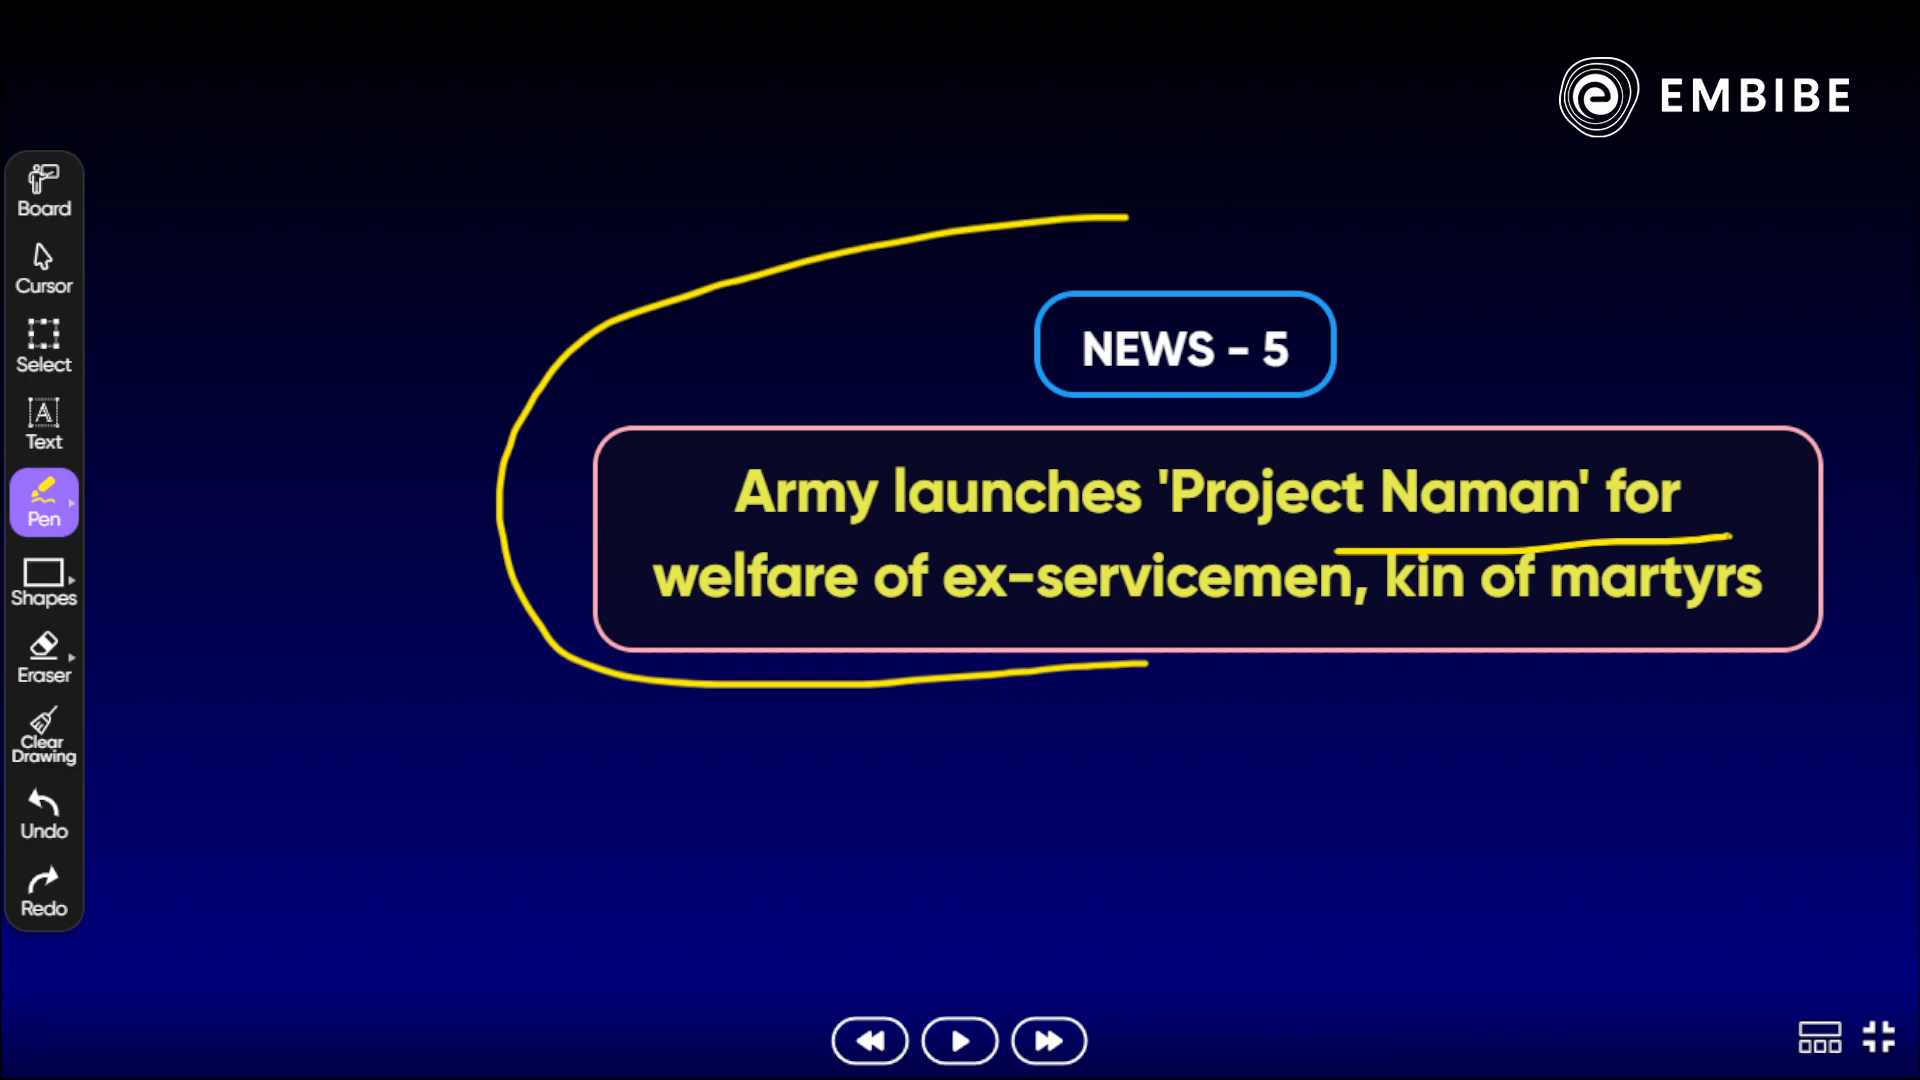 EMBIBE
Board
Cursor
Select
Text
Pen
Shapes
Eraser
Clear
Drawing
Undo
Redo
NEWS - 5
Army launches 'Project Naman' for
welfare of ex-servicemen, kin of martyrs